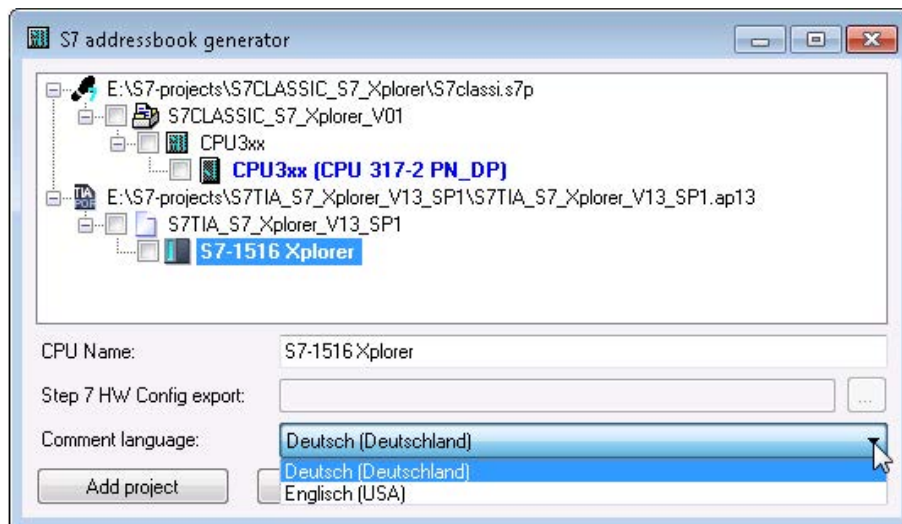 S7 addressbook generator
E:\S7-projects\S7CLASSIC_S7_Xplorer\S7classi.s7p
S7CLASSIC_S7_Xplorer_V01
CPU3xx
CPU3xx (CPU 317-2 PN_DP)
E:\S7-projects\S7TIA_S7_Xplorer_V13_SP1\S7TIA_S7_Xplorer_V13_SP1.ap13
S7TIA_S7_Xplorer_V13_SP1
S7-1516 Xplorer
CPU Name: S7-1516 Xplorer
Step 7 HW Config export: ...
Comment language: Deutsch (Deutschland)
Deutsch (Deutschland)
Englisch (USA)
Add project